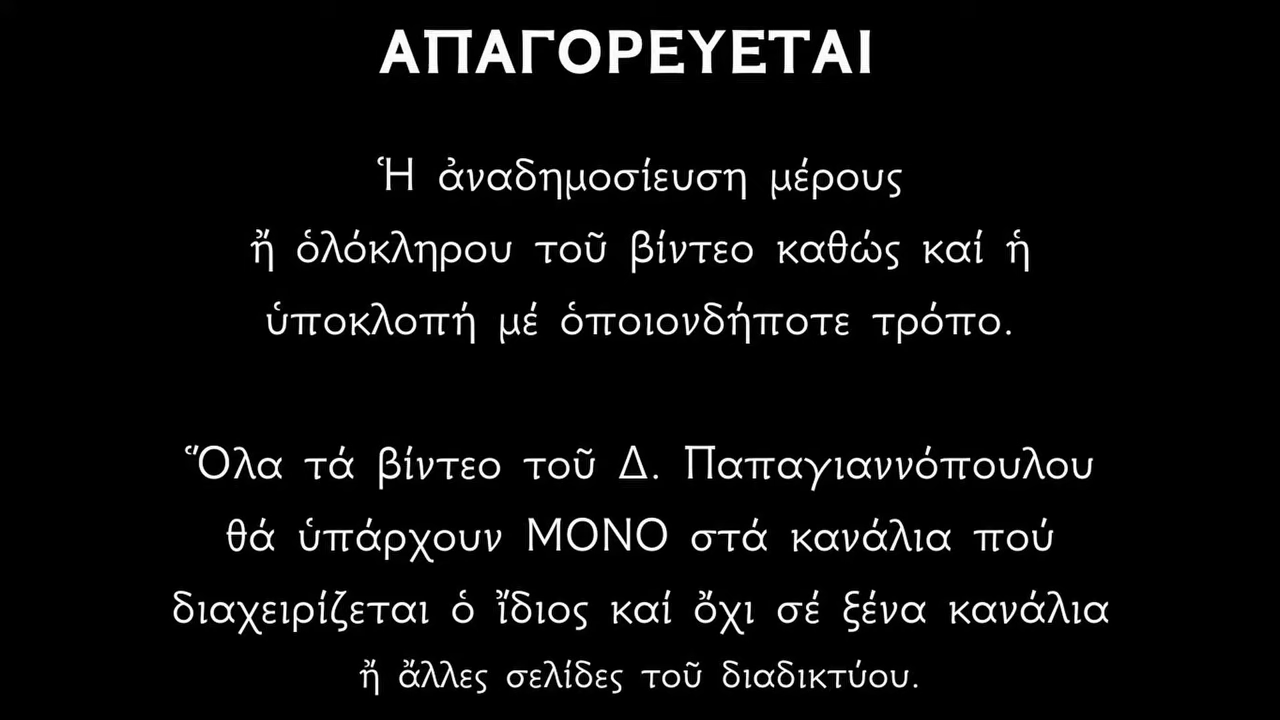 ΑΠΑΓΟΡΕΥΕΤΑΙ
Ἡ ἀναδημοσίευση μέρους
ἤ ὁλόκληρου τοῦ βίντεο καθώς καί ἡ
ὑποκλοπή μέ ὁποιονδήποτε τρόπο.
Ὅλα τά βίντεο τοῦ Δ. Παπαγιαννόπουλου
θά ὑπάρχουν ΜΟΝΟ στά κανάλια πού
διαχειρίζεται ὁ ἴδιος καί ὄχι σέ ξένα κανάλια
ἤ ἄλλες σελίδες τοῦ διαδικτύου.